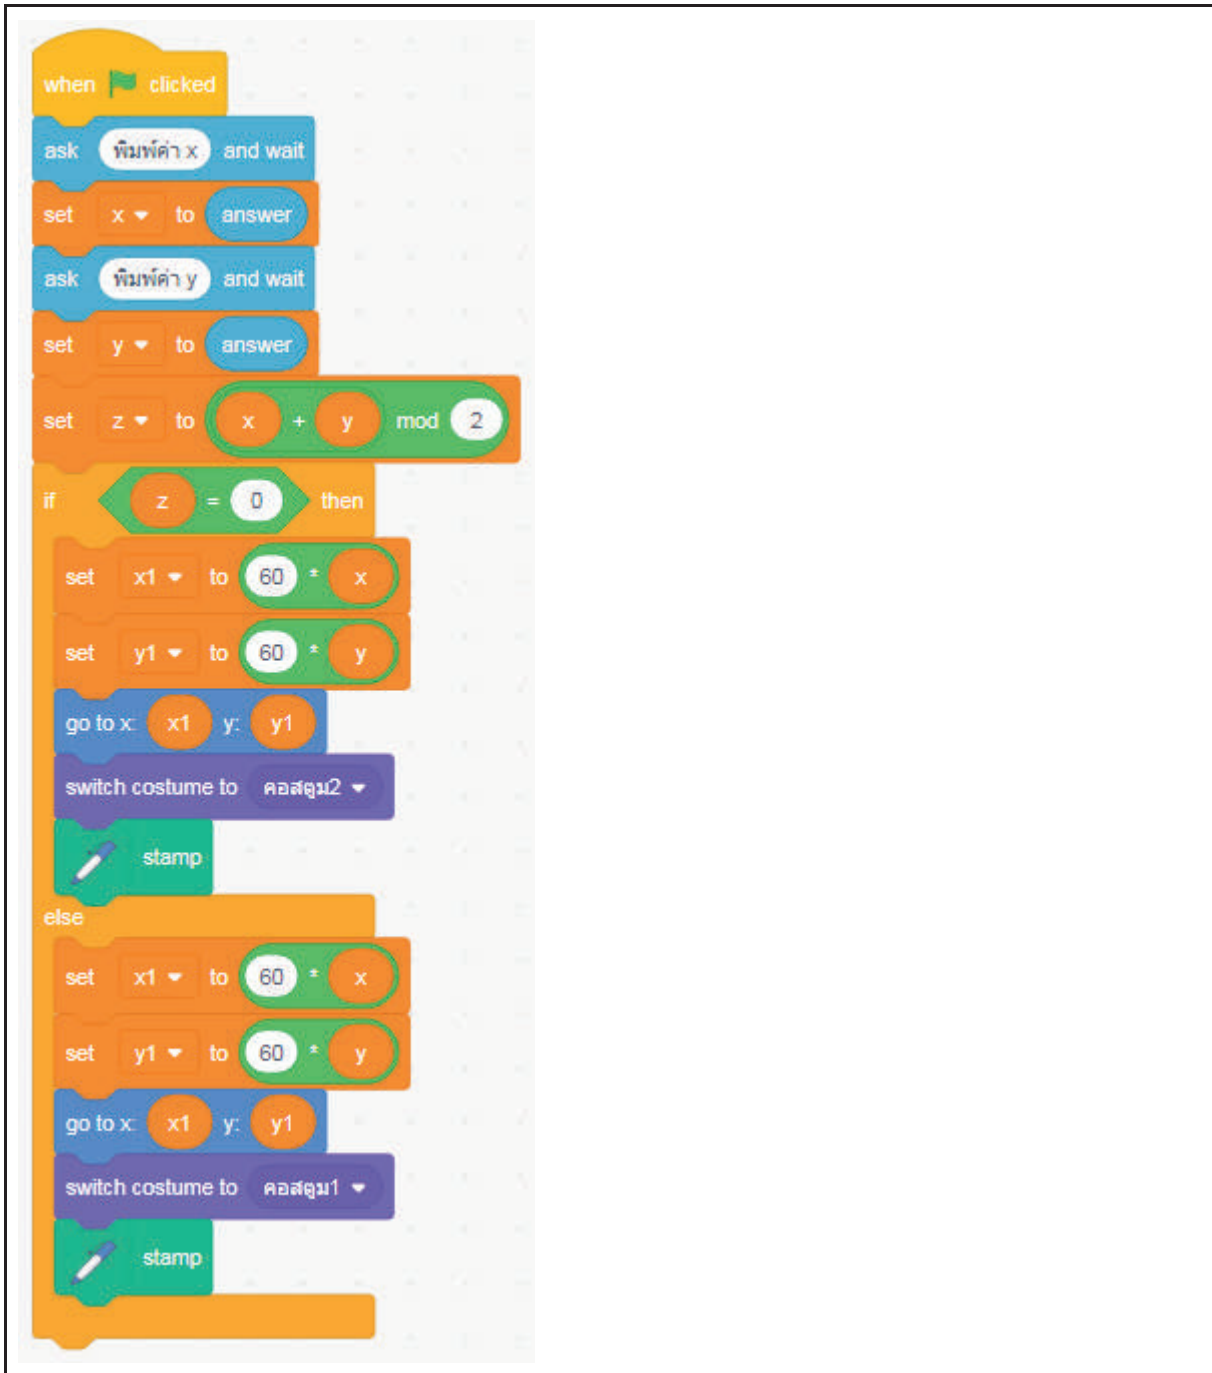 when clicked
ask พิมพ์ค่า x and wait
set x to answer
ask พิมพ์ค่า y and wait
set y to answer
set z to x + y mod 2
if z = 0 then
set x1 to 60 * x
set y1 to 60 * y
go to x: x1 y: y1
switch costume to คอสตูม2
stamp
else
set x1 to 60 * x
set y1 to 60 * y
go to x: x1 y: y1
switch costume to คอสตูม1
stamp